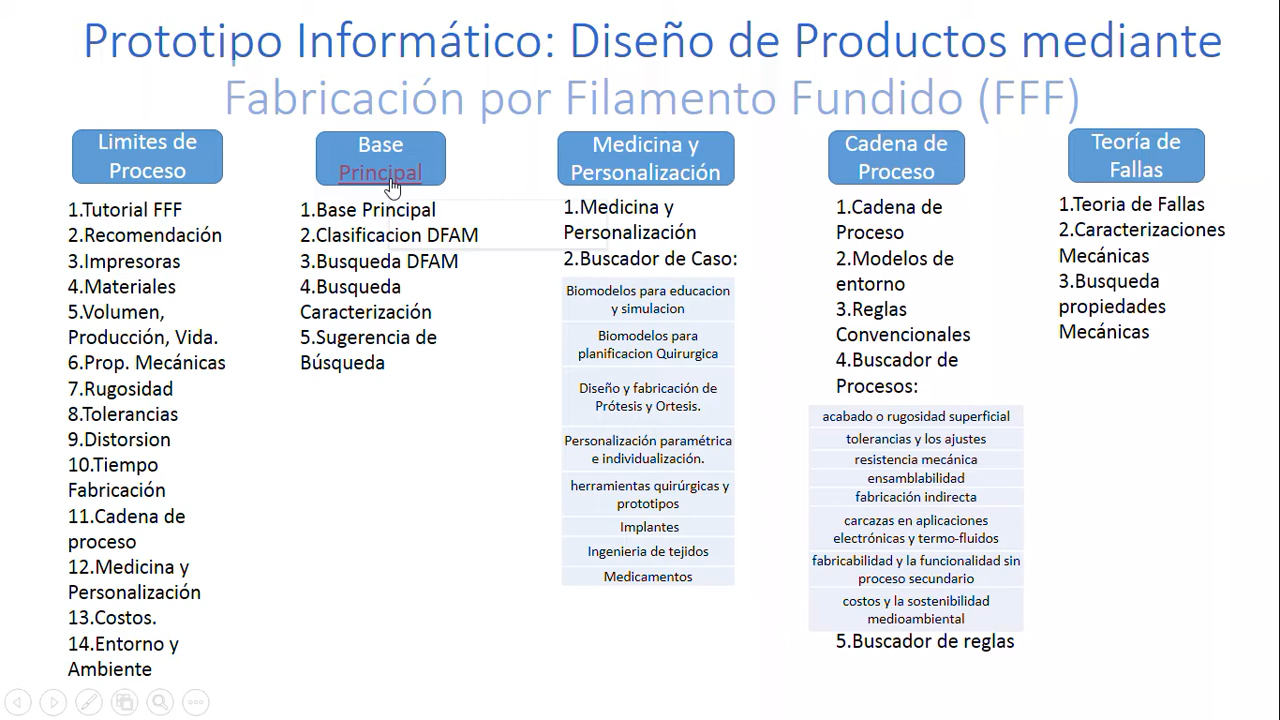 Prototipo Informático: Diseño de Productos mediante
Fabricación por Filamento Fundido (FFF)
Limites de
Proceso
1.Tutorial FFF
2.Recomendación
3.Impresoras
4.Materiales
5.Volumen,
Producción, Vida.
6.Prop. Mecánicas
7.Rugosidad
8.Tolerancias
9.Distorsion
10.Tiempo
Fabricación
11.Cadena de
proceso
12.Medicina y
Personalización
13.Costos.
14.Entorno y
Ambiente
Base
Principal
1.Base Principal
2.Clasificacion DFAM
3.Busqueda DFAM
4.Busqueda
Caracterización
5.Sugerencia de
Búsqueda
Medicina y
Personalización
1.Medicina y
Personalización
2.Buscador de Caso:
Biomodelos para educacion
y simulacion
Biomodelos para
planificacion Quirurgica
Diseño y fabricación de
Prótesis y Ortesis.
Personalización paramétrica
e individualización.
herramientas quirúrgicas y
prototipos
Implantes
Ingenieria de tejidos
Medicamentos
Cadena de
Proceso
1.Cadena de
Proceso
2.Modelos de
entorno
3.Reglas
Convencionales
4.Buscador de
Procesos:
acabado o rugosidad superficial
tolerancias y los ajustes
resistencia mecánica
ensamblabilidad
fabricación indirecta
carcazas en aplicaciones
electrónicas y termo-fluidos
fabricabilidad y la funcionalidad sin
proceso secundario
costos y la sostenibilidad
medioambiental
5.Buscador de reglas
Teoría de
Fallas
1.Teoria de Fallas
2.Caracterizaciones
Mecánicas
3.Busqueda
propiedades
Mecánicas